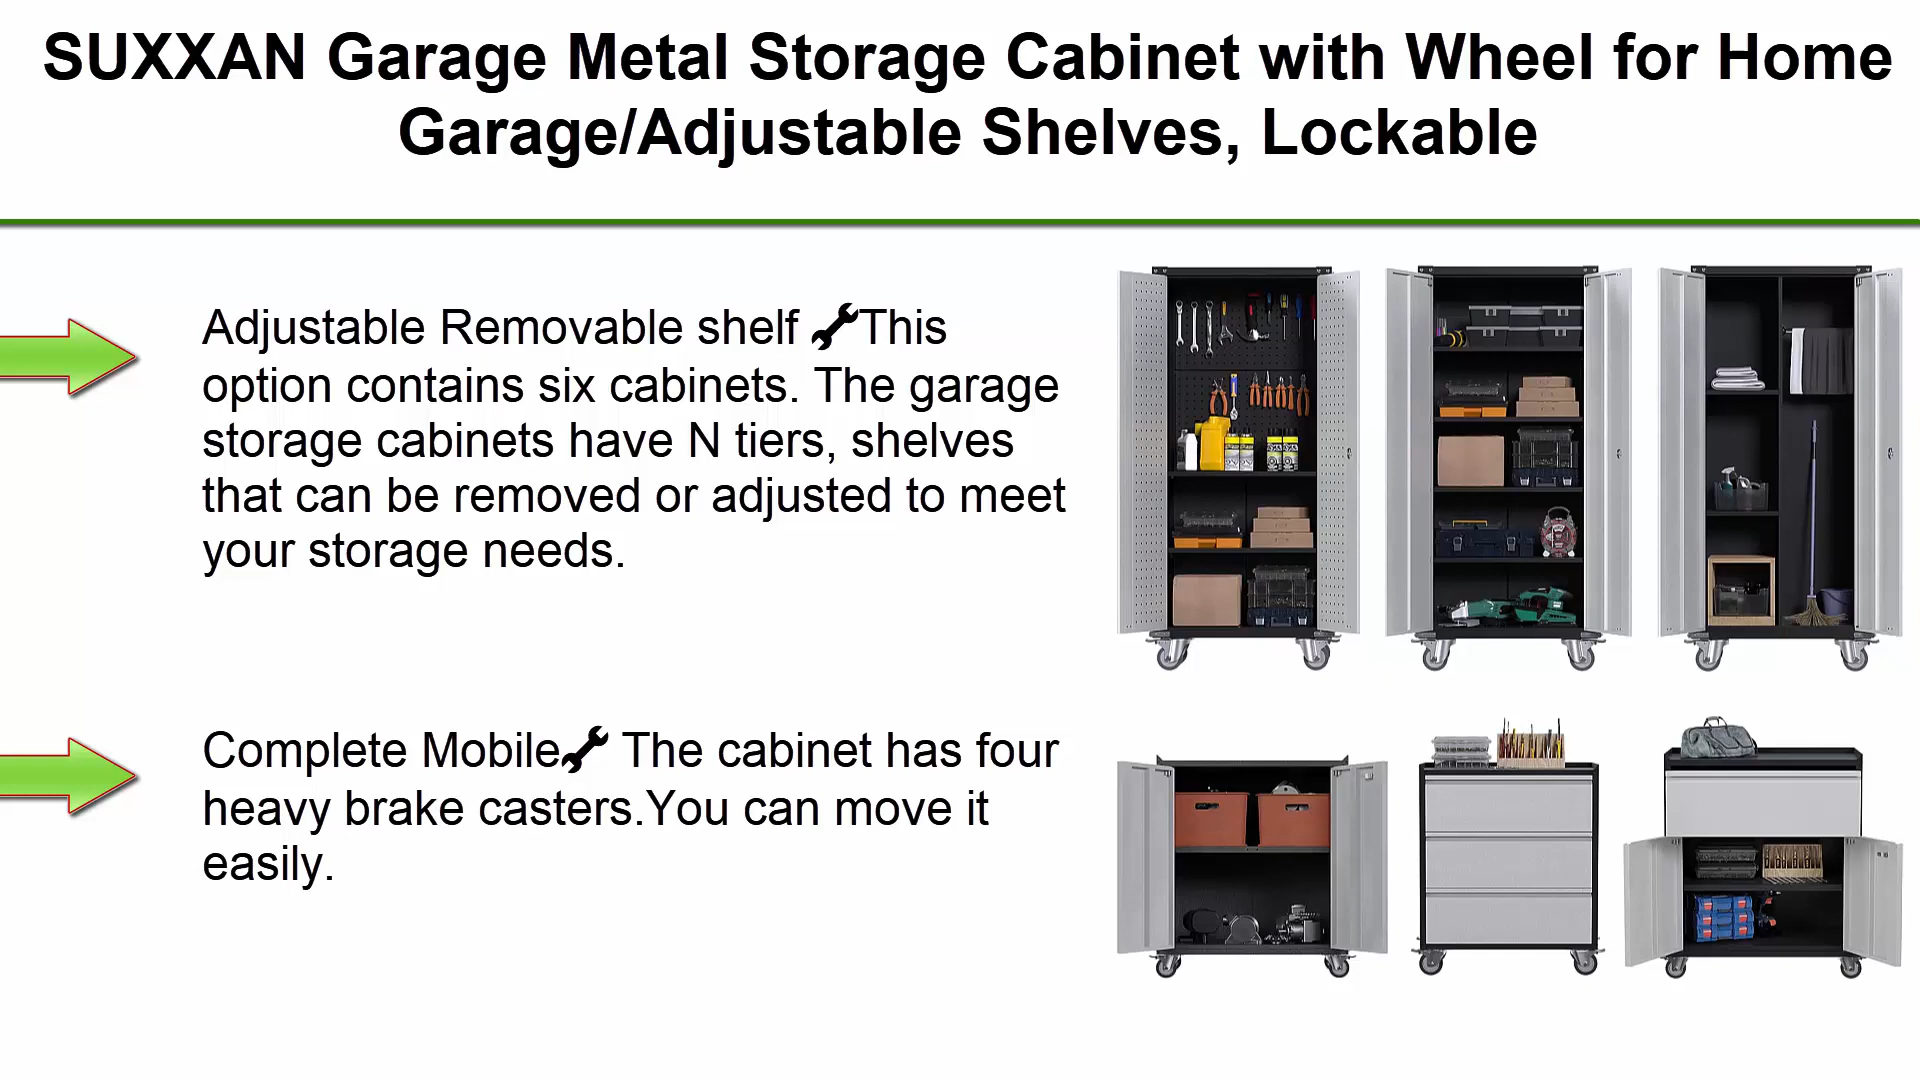 SUXXAN Garage Metal Storage Cabinet with Wheel for Home
Garage/Adjustable Shelves, Lockable
Adjustable Removable shelf 🔧This
option contains six cabinets. The garage
storage cabinets have N tiers, shelves
that can be removed or adjusted to meet
your storage needs.
Complete Mobile🔧 The cabinet has four
heavy brake casters.You can move it
easily.